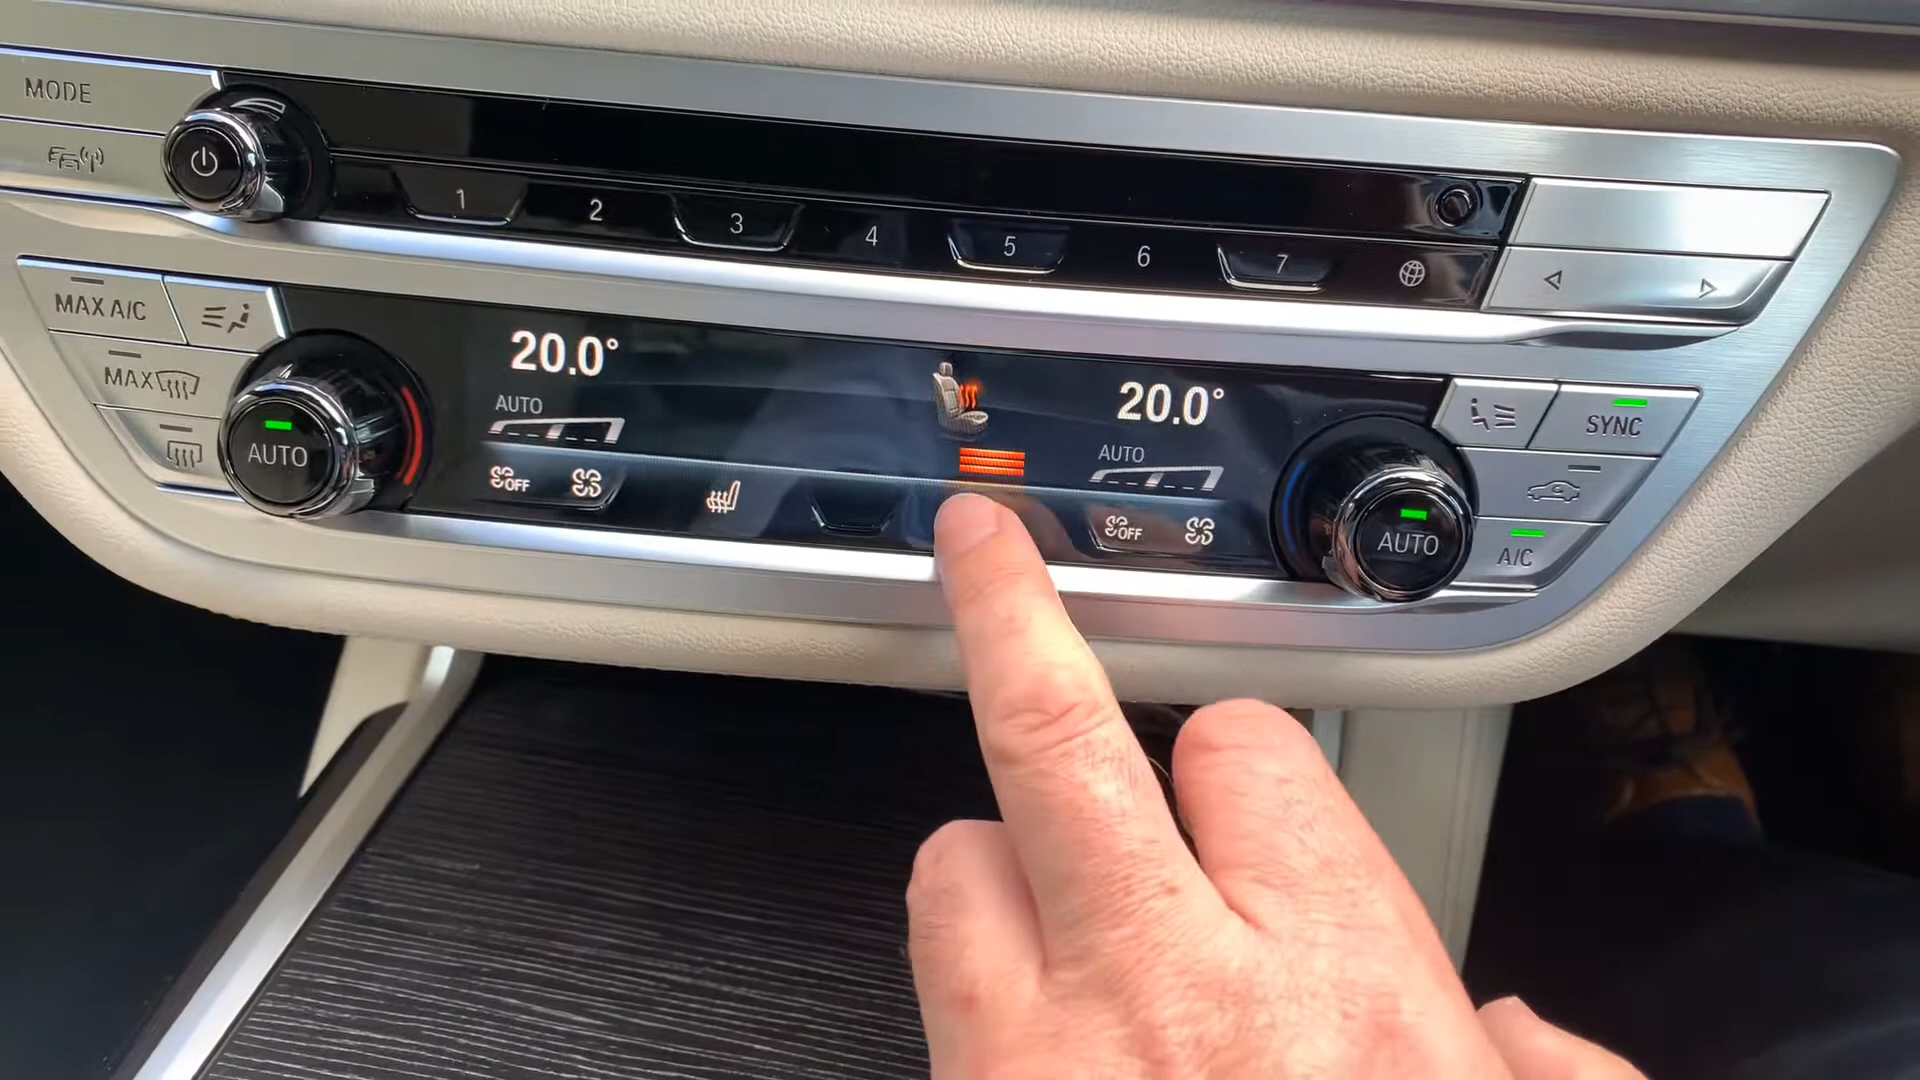 MODE
1 2 3 4 5 6 7
MAX A/C
20.0°
20.0°
MAX
AUTO
AUTO
SYNC
AUTO
OFF
OFF
AUTO
A/C